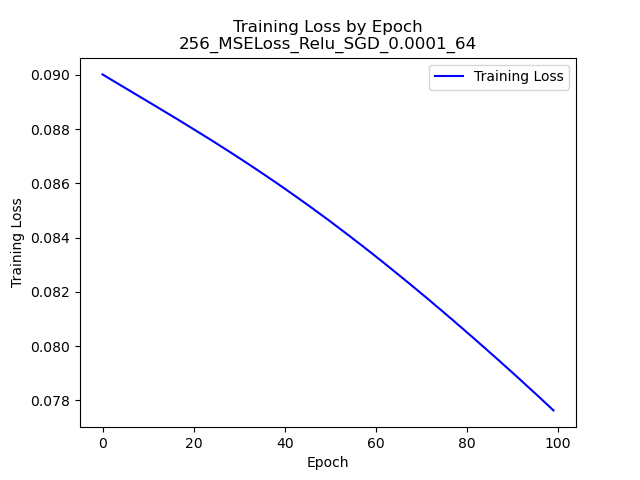 Training Loss by Epoch
256_MSELoss_Relu_SGD_0.0001_64
Training Loss
0.090
0.088
0.086
0.084
0.082
0.080
0.078
Training Loss
0 20 40 60 80 100
Epoch